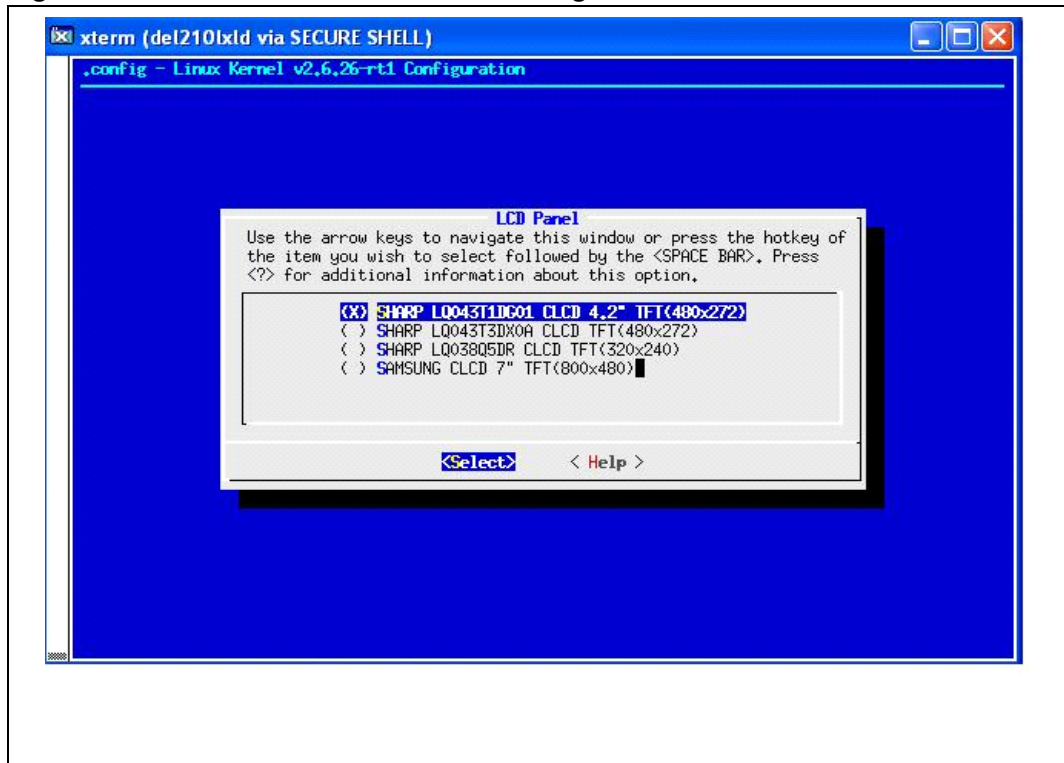 xterm (del210lxld via SECURE SHELL)
.config - Linux Kernel v2.6.26-rt1 Configuration
LCD Panel
Use the arrow keys to navigate this window or press the hotkey of
the item you wish to select followed by the <SPACE BAR>. Press
<?> for additional information about this option.
(X) SHARP LQ043T1DG01 CLCD 4.2" TFT(480x272)
( ) SHARP LQ043T3DX0A CLCD TFT(480x272)
( ) SHARP LQ038Q5DR CLCD TFT(320x240)
( ) SAMSUNG CLCD 7" TFT(800x480)
<Select> < Help >